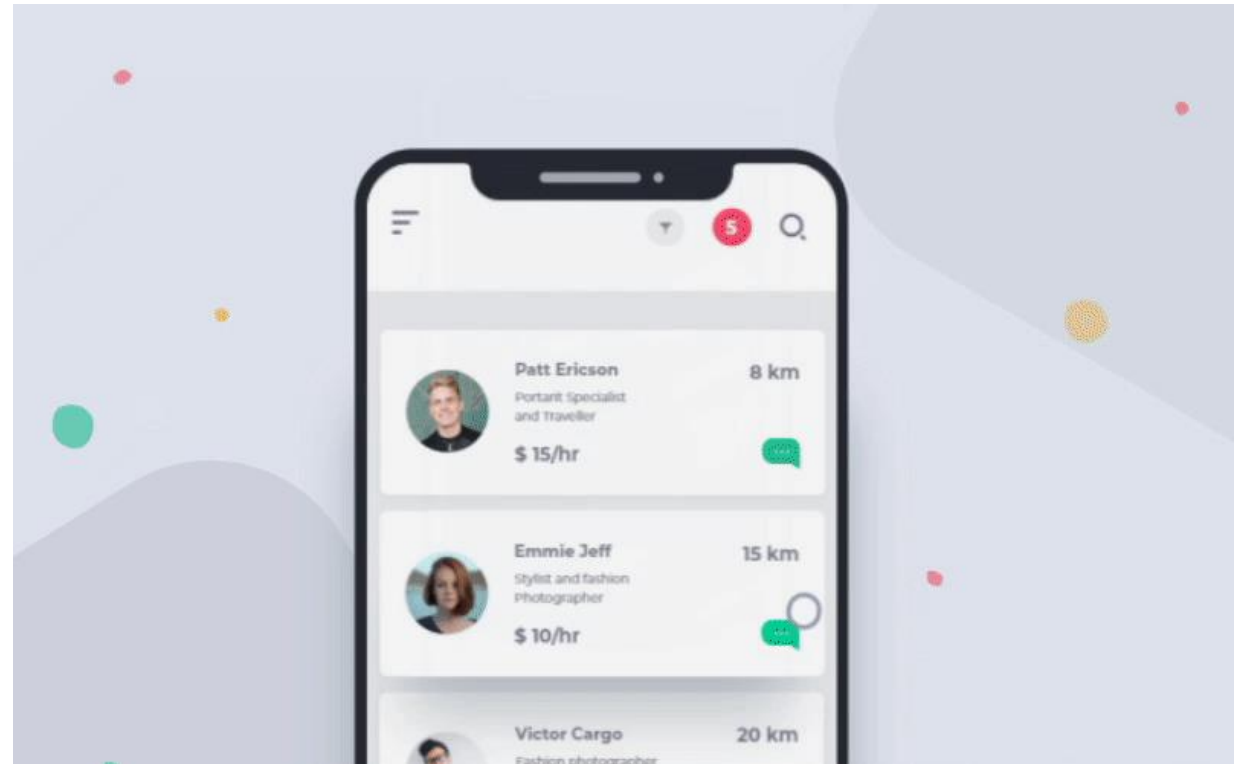 5
Patt Ericson
8 km
Portant Specialist
and Traveller
$ 15/hr
Emmie Jeff
15 km
Stylist and fashion
Photographer
$ 10/hr
Victor Cargo
20 km
Fashion photographer